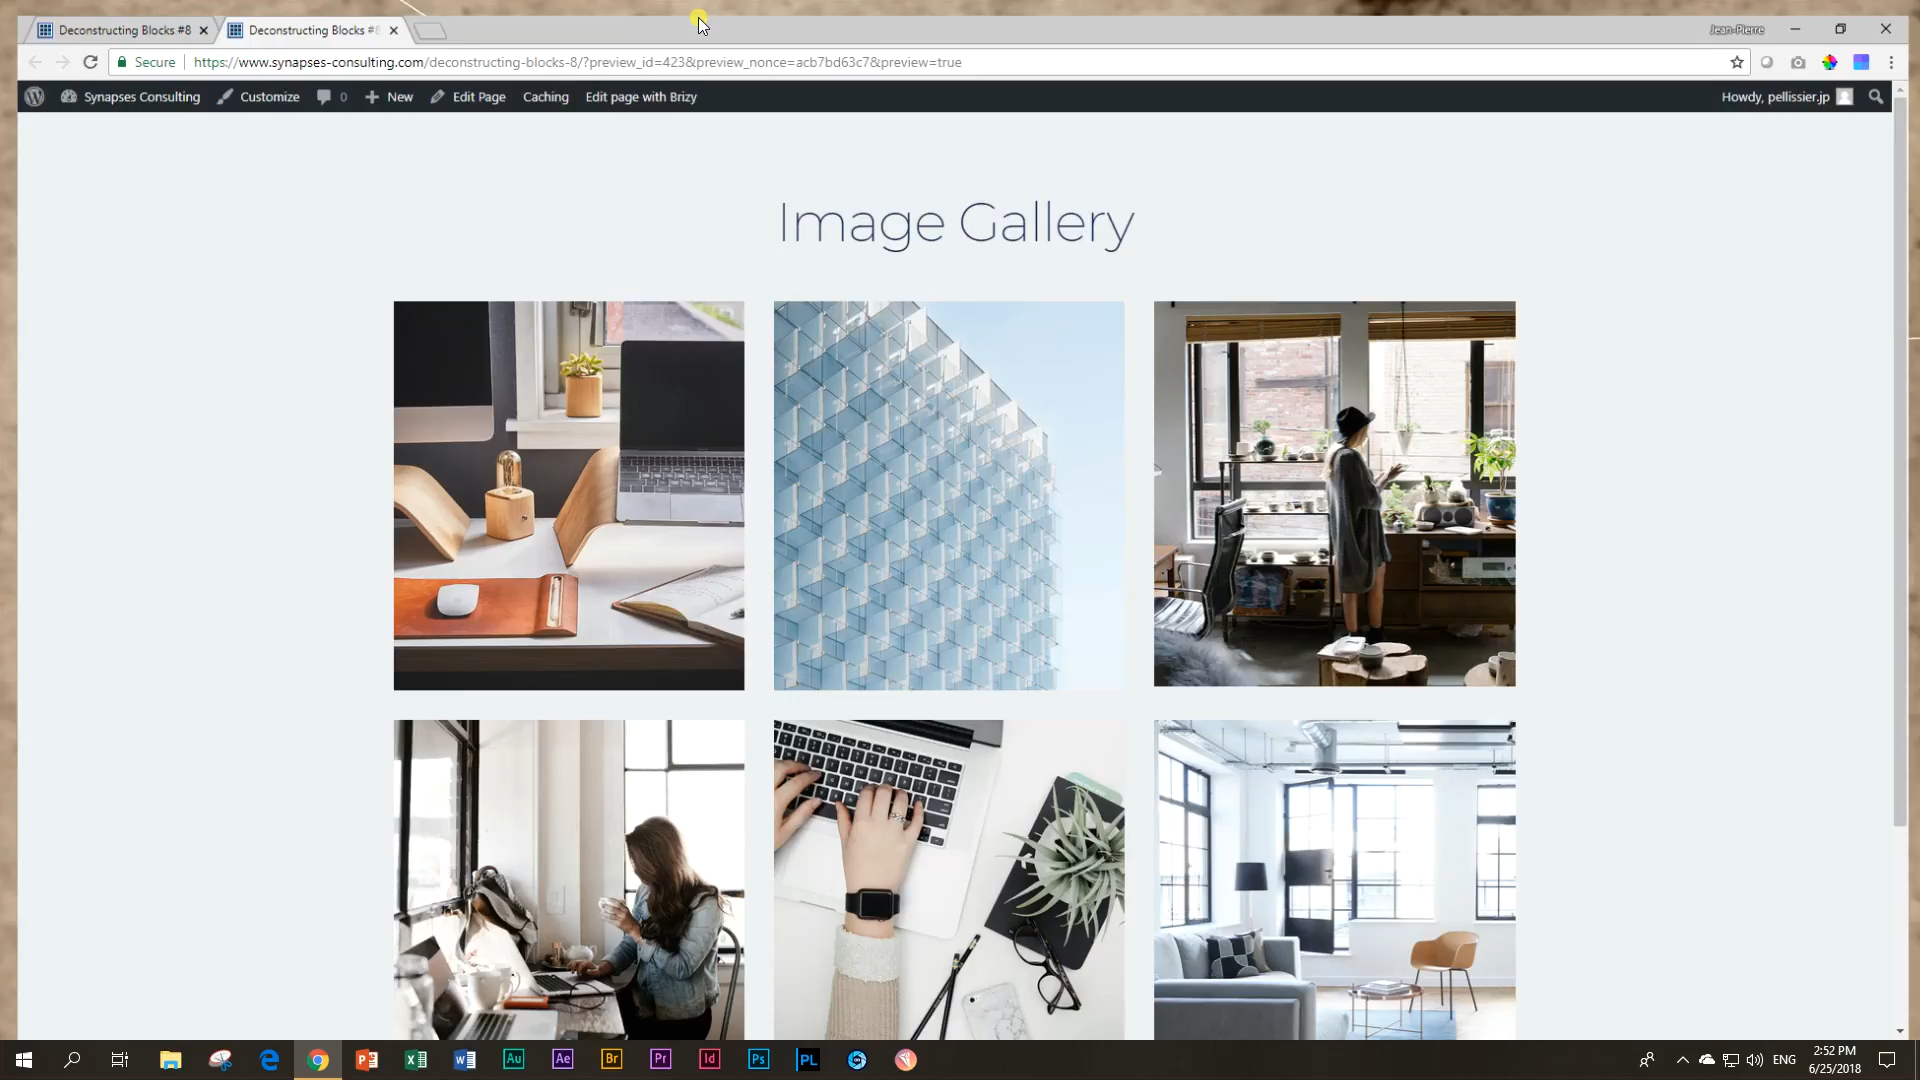 Deconstructing Blocks #8
Deconstructing Blocks #8
Jean-Pierre
Secure
https://www.synapses-consulting.com/deconstructing-blocks-8/?preview_id=423&preview_nonce=acb7bd63c7&preview=true
Synapses Consulting
Customize
0
New
Edit Page
Caching
Edit page with Brizy
Howdy, pellissier.jp
Image Gallery
Au
Ae
Br
Pr
Id
Ps
PL
ENG
2:52 PM
6/25/2018